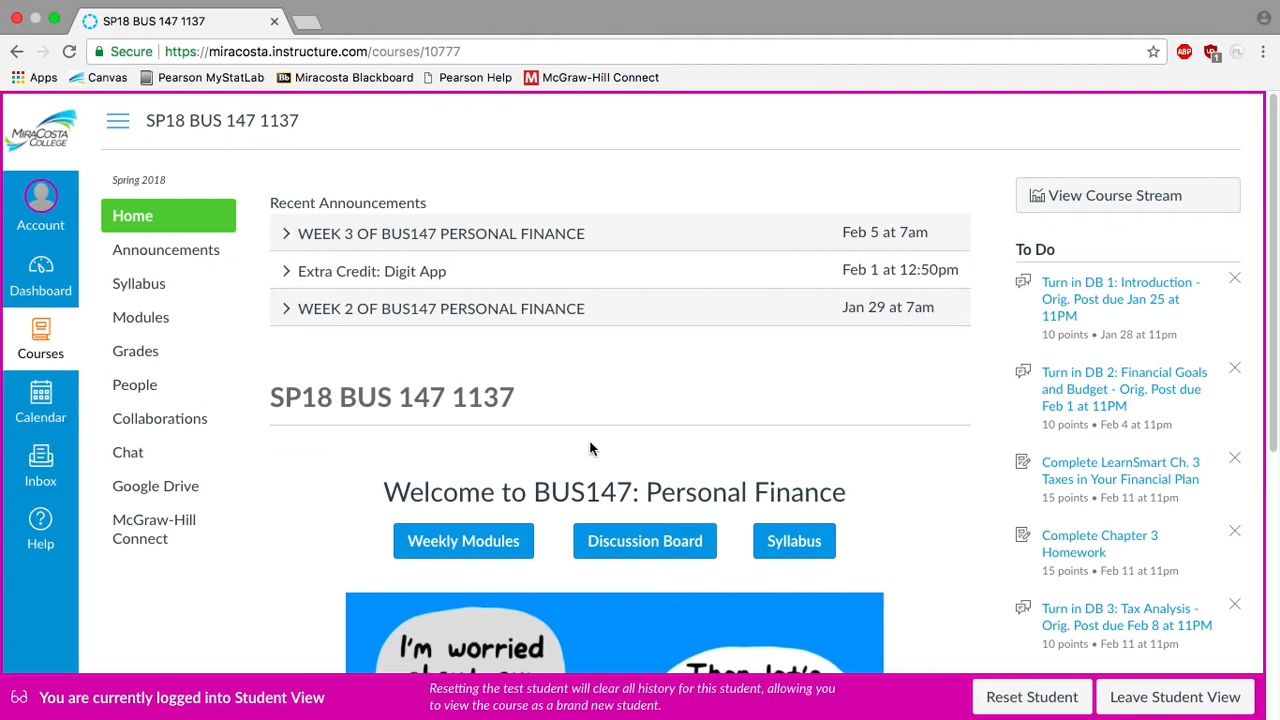 SP18 BUS 147 1137
Secure
https://miracosta.instructure.com/courses/10777
ABP
1
PL
Apps
Canvas
Pearson MyStatLab
Bb Miracosta Blackboard
Pearson Help
M McGraw-Hill Connect
MIRACOSTA
COLLEGE
SP18 BUS 147 1137
Account
Dashboard
Courses
Calendar
Inbox
Help
Spring 2018
Home
Announcements
Syllabus
Modules
Grades
People
Collaborations
Chat
Google Drive
McGraw-Hill
Connect
Recent Announcements
WEEK 3 OF BUS147 PERSONAL FINANCE Feb 5 at 7am
Extra Credit: Digit App Feb 1 at 12:50pm
WEEK 2 OF BUS147 PERSONAL FINANCE Jan 29 at 7am
SP18 BUS 147 1137
Welcome to BUS147: Personal Finance
Weekly Modules
Discussion Board
Syllabus
I'm worried
View Course Stream
To Do
Turn in DB 1: Introduction -
Orig. Post due Jan 25 at
11PM
10 points • Jan 28 at 11pm
Turn in DB 2: Financial Goals
and Budget - Orig. Post due
Feb 1 at 11PM
10 points • Feb 4 at 11pm
Complete LearnSmart Ch. 3
Taxes in Your Financial Plan
15 points • Feb 11 at 11pm
Complete Chapter 3
Homework
15 points • Feb 11 at 11pm
Turn in DB 3: Tax Analysis -
Orig. Post due Feb 8 at 11PM
10 points • Feb 11 at 11pm
You are currently logged into Student View
Resetting the test student will clear all history for this student, allowing you
to view the course as a brand new student.
Reset Student
Leave Student View